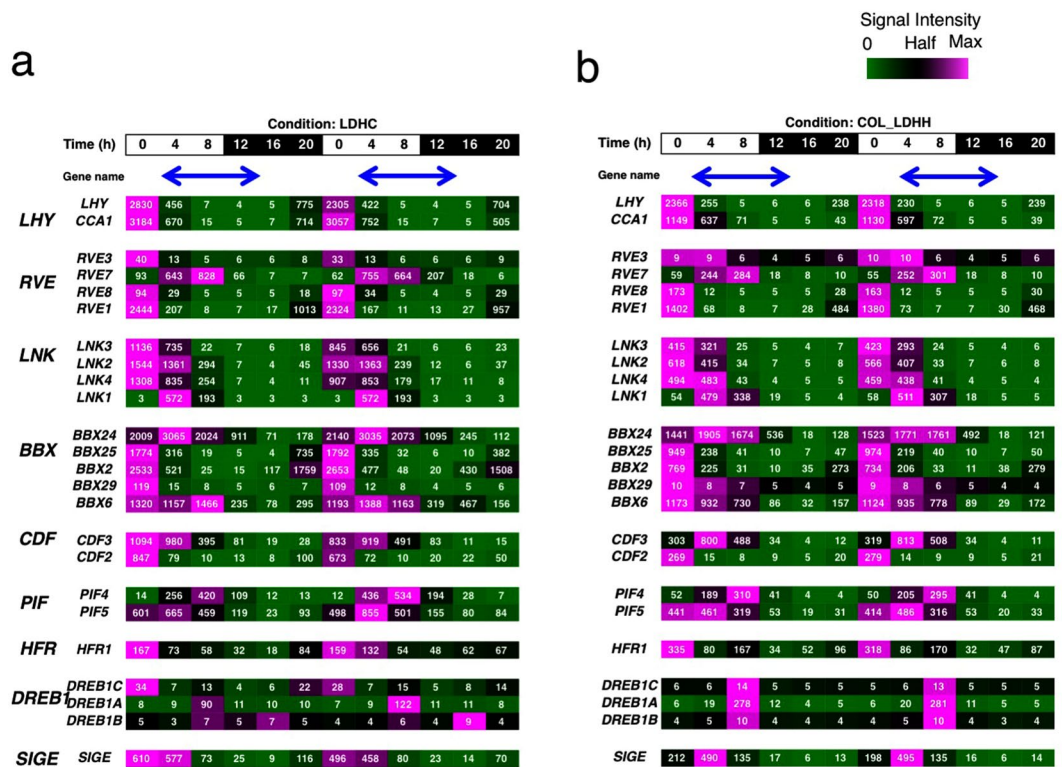 Signal Intensity
0 Half Max
a
b
Condition: LDHC
Time (h) 0 4 8 12 16 20 0 4 8 12 16 20
Gene name
LHY
LHY 2830 456 7 4 5 775 2305 422 5 4 5 704
CCA1 3184 670 15 5 7 714 3057 752 15 7 5 505
RVE
RVE3 40 13 5 6 6 8 33 13 6 6 6 9
RVE7 93 643 828 66 7 7 62 755 664 207 18 6
RVE8 94 29 5 5 5 18 97 34 5 4 5 29
RVE1 2444 207 8 7 17 1013 2324 167 11 13 27 957
LNK
LNK3 1136 735 22 7 6 18 845 656 21 6 6 23
LNK2 1544 1361 294 7 4 45 1330 1363 239 12 6 37
LNK4 1308 835 254 7 4 11 907 853 179 17 11 8
LNK1 3 572 193 3 3 3 3 572 193 3 3 3
BBX
BBX24 2009 3065 2024 911 71 178 2140 3035 2073 1095 245 112
BBX25 1774 316 19 5 4 735 1792 335 16 6 10 382
BBX2 2533 521 25 15 117 1759 2653 477 48 20 430 1508
BBX29 119 15 8 5 6 7 109 12 8 4 5 6
BBX6 1320 1157 1466 235 78 295 1193 1388 1163 319 467 156
CDF
CDF3 1094 980 395 81 19 28 833 919 491 83 11 15
CDF2 847 79 10 13 8 100 673 72 10 20 22 50
PIF
PIF4 14 256 420 109 12 13 12 436 534 194 28 7
PIF5 601 665 459 119 23 93 498 855 501 155 80 84
HFR
HFR1 167 73 58 32 18 84 159 132 54 48 62 67
DREB1
DREB1C 34 7 13 4 6 22 28 7 15 5 8 14
DREB1A 8 9 90 11 10 10 7 9 122 11 11 8
DREB1B 5 3 7 5 7 5 4 4 6 4 9 4
SIGE
SIGE 610 577 73 25 9 116 496 458 80 23 14 70
Condition: COL_LDHH
Time (h) 0 4 8 12 16 20 0 4 8 12 16 20
Gene name
LHY 2366 255 5 6 6 238 2318 230 5 6 5 239
CCA1 1149 637 71 5 5 43 1130 597 72 5 5 39
RVE3 9 9 6 4 5 6 10 10 6 4 5 6
RVE7 59 244 284 18 8 10 55 252 301 18 8 10
RVE8 173 12 5 5 5 28 163 12 5 5 5 30
RVE1 1402 68 8 7 28 484 1380 73 7 7 30 468
LNK3 415 321 25 5 4 7 423 293 24 5 4 6
LNK2 618 415 34 7 5 8 566 407 33 7 6 8
LNK4 494 483 43 4 5 5 459 438 41 4 5 4
LNK1 54 479 338 19 5 4 58 511 307 18 5 5
BBX24 1441 1905 1674 536 18 128 1523 1771 1761 492 18 121
BBX25 949 238 41 10 7 47 974 219 40 10 7 50
BBX2 769 225 31 10 35 273 734 206 33 11 38 279
BBX29 10 8 7 5 4 5 9 8 6 5 4 4
BBX6 1173 932 730 86 32 157 1124 935 778 89 29 172
CDF3 303 800 488 34 4 12 319 813 508 34 4 11
CDF2 269 15 8 9 5 20 279 14 9 9 5 21
PIF4 52 189 310 41 4 4 50 205 295 41 4 4
PIF5 441 461 319 53 19 31 414 486 316 53 20 33
HFR1 335 80 167 34 52 96 318 86 170 32 47 87
DREB1C 6 6 14 5 5 5 6 6 13 5 5 5
DREB1A 6 19 278 12 4 5 6 20 281 11 5 5
DREB1B 4 5 10 4 4 4 4 5 10 4 3 4
SIGE 212 490 135 17 6 13 198 495 135 16 6 14